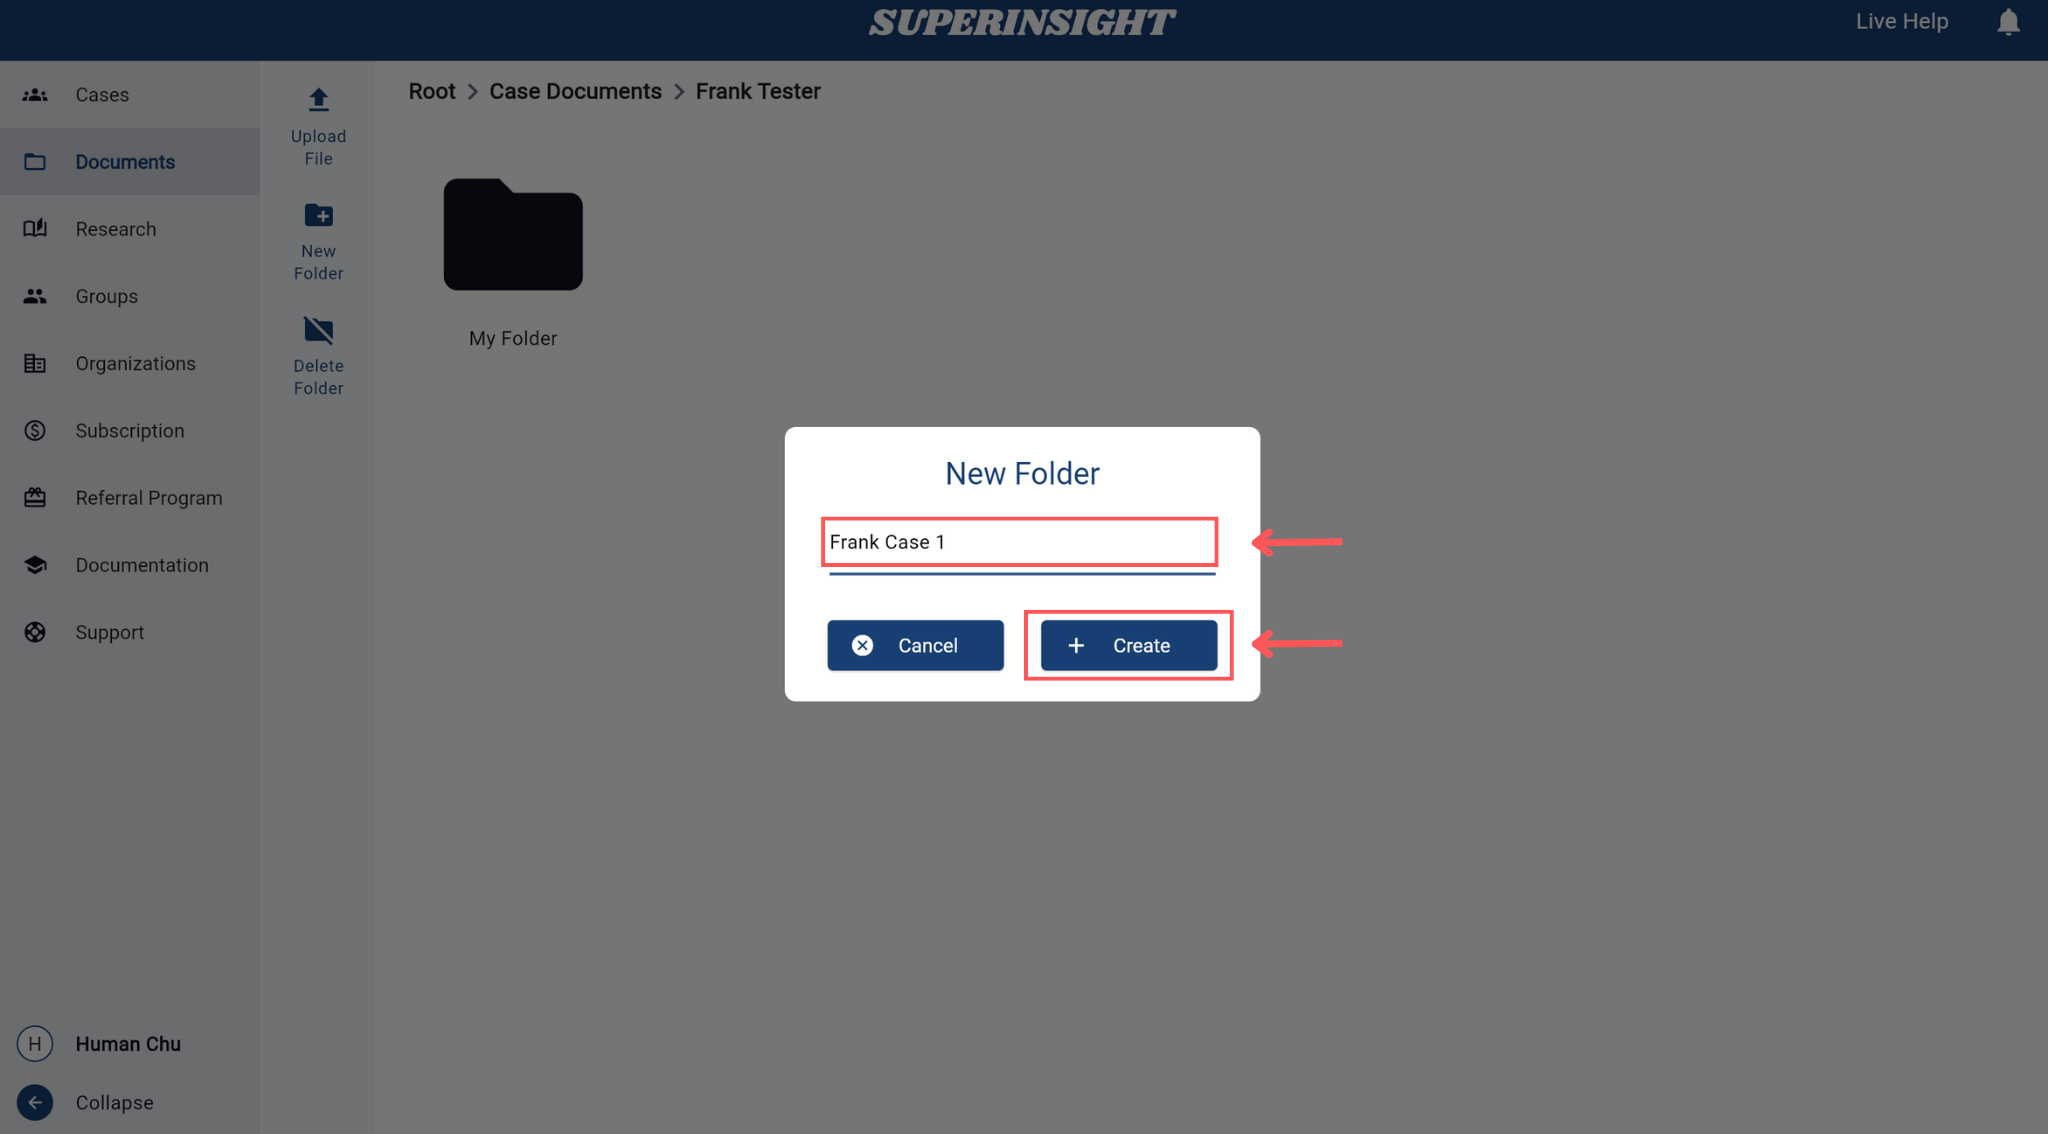 SUPERINSIGHT
Live Help
Cases
Documents
Research
Groups
Organizations
Subscription
Referral Program
Documentation
Support
H
Human Chu
Collapse
Upload
File
New
Folder
Delete
Folder
Root > Case Documents > Frank Tester
My Folder
New Folder
Frank Case 1
Cancel
+ Create